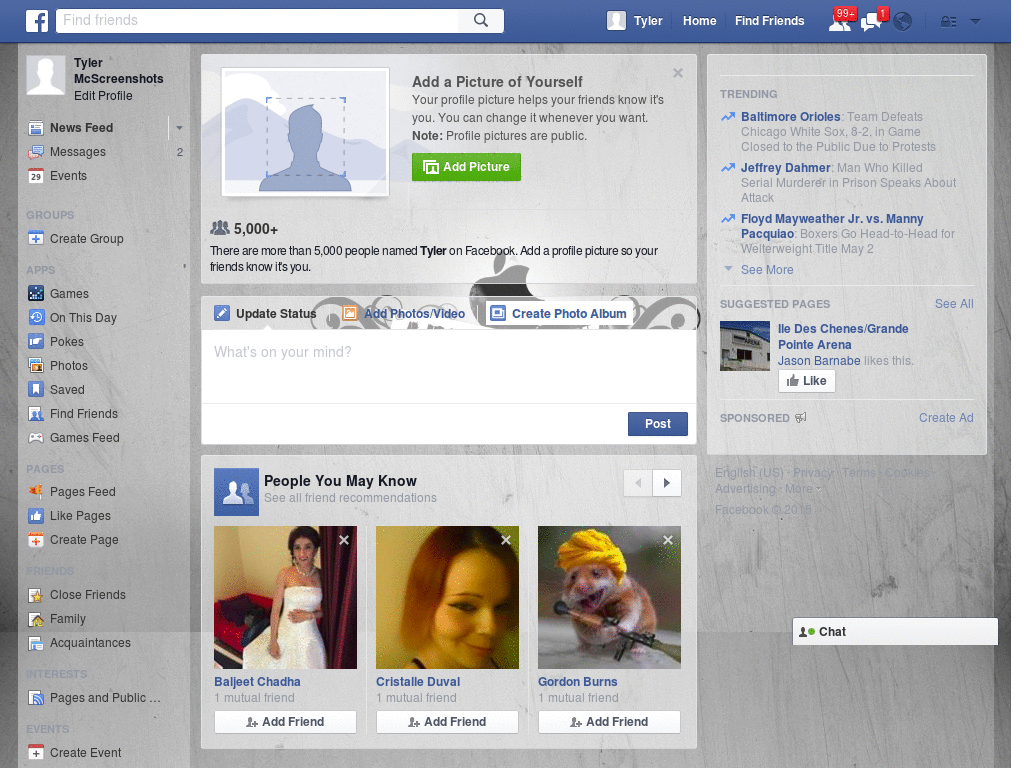 Find friends
Tyler
Home
Find Friends
99+
1
Tyler
McScreenshots
Edit Profile
News Feed
Messages 2
29 Events
GROUPS
Create Group
APPS
Games
On This Day
Pokes
Photos
Saved
Find Friends
Games Feed
PAGES
Pages Feed
Like Pages
Create Page
FRIENDS
Close Friends
Family
Acquaintances
INTERESTS
Pages and Public ...
EVENTS
Create Event
Add a Picture of Yourself
Your profile picture helps your friends know it's
you. You can change it whenever you want.
Note: Profile pictures are public.
Add Picture
5,000+
There are more than 5,000 people named Tyler on Facebook. Add a profile picture so your
friends know it's you.
Update Status
Add Photos/Video
Create Photo Album
What's on your mind?
Post
People You May Know
See all friend recommendations
Baljeet Chadha
1 mutual friend
Add Friend
Cristalle Duval
1 mutual friend
Add Friend
Gordon Burns
1 mutual friend
Add Friend
TRENDING
Baltimore Orioles: Team Defeats
Chicago White Sox, 8-2, in Game
Closed to the Public Due to Protests
Jeffrey Dahmer: Man Who Killed
Serial Murderer in Prison Speaks About
Attack
Floyd Mayweather Jr. vs. Manny
Pacquiao: Boxers Go Head-to-Head for
Welterweight Title May 2
See More
SUGGESTED PAGES See All
ARENA
Ile Des Chenes/Grande
Pointe Arena
Jason Barnabe likes this.
Like
SPONSORED Create Ad
English (US) · Privacy · Terms · Cookies ·
Advertising · More
Facebook © 2015
Chat